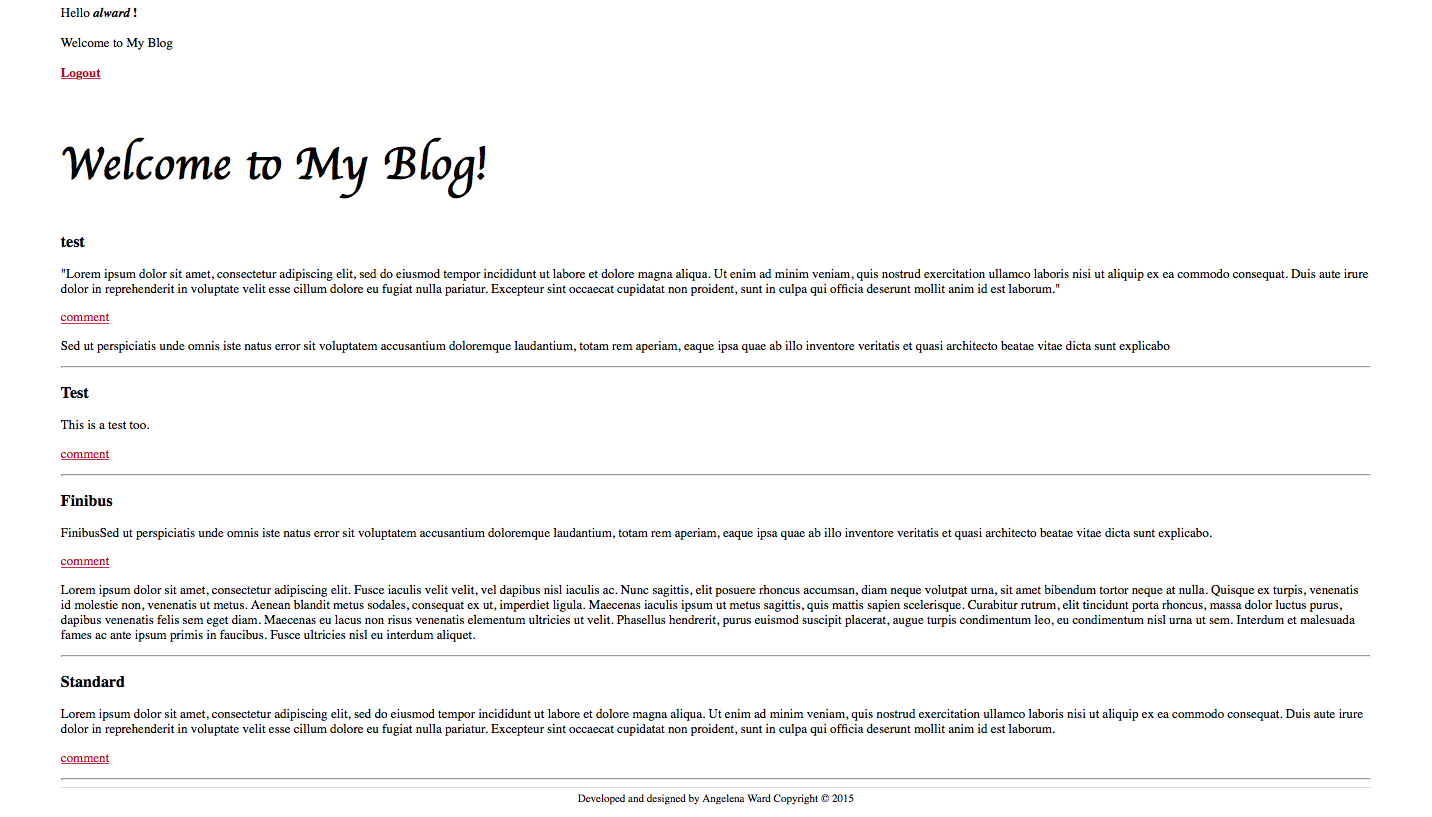 Hello alward !
Welcome to My Blog
Logout
Welcome to My Blog!
test
"Lorem ipsum dolor sit amet, consectetur adipiscing elit, sed do eiusmod tempor incididunt ut labore et dolore magna aliqua. Ut enim ad minim veniam, quis nostrud exercitation ullamco laboris nisi ut aliquip ex ea commodo consequat. Duis aute irure
dolor in reprehenderit in voluptate velit esse cillum dolore eu fugiat nulla pariatur. Excepteur sint occaecat cupidatat non proident, sunt in culpa qui officia deserunt mollit anim id est laborum."
comment
Sed ut perspiciatis unde omnis iste natus error sit voluptatem accusantium doloremque laudantium, totam rem aperiam, eaque ipsa quae ab illo inventore veritatis et quasi architecto beatae vitae dicta sunt explicabo
Test
This is a test too.
comment
Finibus
FinibusSed ut perspiciatis unde omnis iste natus error sit voluptatem accusantium doloremque laudantium, totam rem aperiam, eaque ipsa quae ab illo inventore veritatis et quasi architecto beatae vitae dicta sunt explicabo.
comment
Lorem ipsum dolor sit amet, consectetur adipiscing elit. Fusce iaculis velit velit, vel dapibus nisl iaculis ac. Nunc sagittis, elit posuere rhoncus accumsan, diam neque volutpat urna, sit amet bibendum tortor neque at nulla. Quisque ex turpis, venenatis
id molestie non, venenatis ut metus. Aenean blandit metus sodales, consequat ex ut, imperdiet ligula. Maecenas iaculis ipsum ut metus sagittis, quis mattis sapien scelerisque. Curabitur rutrum, elit tincidunt porta rhoncus, massa dolor luctus purus,
dapibus venenatis felis sem eget diam. Maecenas eu lacus non risus venenatis elementum ultricies ut velit. Phasellus hendrerit, purus euismod suscipit placerat, augue turpis condimentum leo, eu condimentum nisl urna ut sem. Interdum et malesuada
fames ac ante ipsum primis in faucibus. Fusce ultricies nisl eu interdum aliquet.
Standard
Lorem ipsum dolor sit amet, consectetur adipiscing elit, sed do eiusmod tempor incididunt ut labore et dolore magna aliqua. Ut enim ad minim veniam, quis nostrud exercitation ullamco laboris nisi ut aliquip ex ea commodo consequat. Duis aute irure
dolor in reprehenderit in voluptate velit esse cillum dolore eu fugiat nulla pariatur. Excepteur sint occaecat cupidatat non proident, sunt in culpa qui officia deserunt mollit anim id est laborum.
comment
Developed and designed by Angelena Ward Copyright © 2015